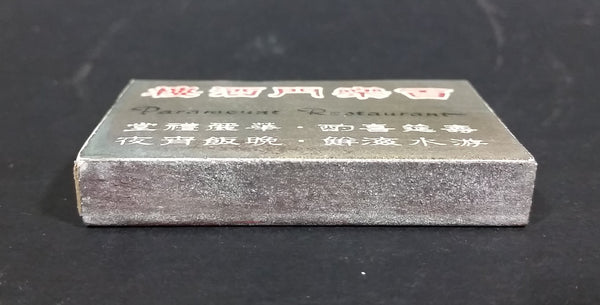 百樂門酒樓
Paramount Restaurant
壽筵喜酌·華麗禮堂
游水海鮮·晚飯宵夜